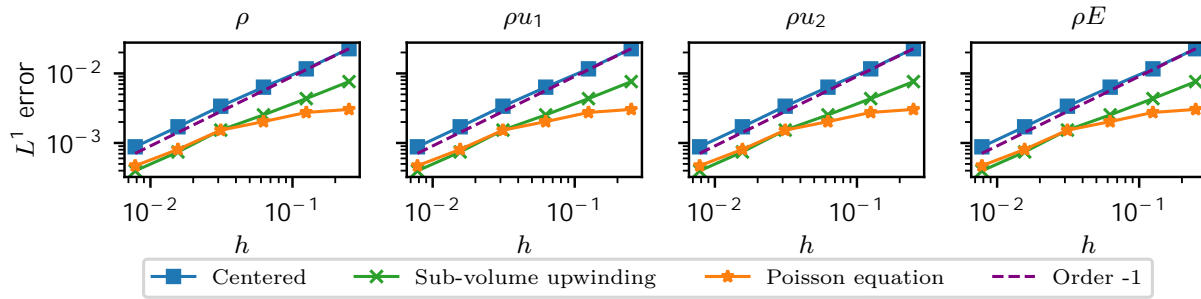 ρ ρu₁ ρu₂ ρE
L¹ error
10⁻²
10⁻³
10⁻² 10⁻¹ 10⁻² 10⁻¹ 10⁻² 10⁻¹ 10⁻² 10⁻¹
h h h h
Centered Sub-volume upwinding Poisson equation Order -1